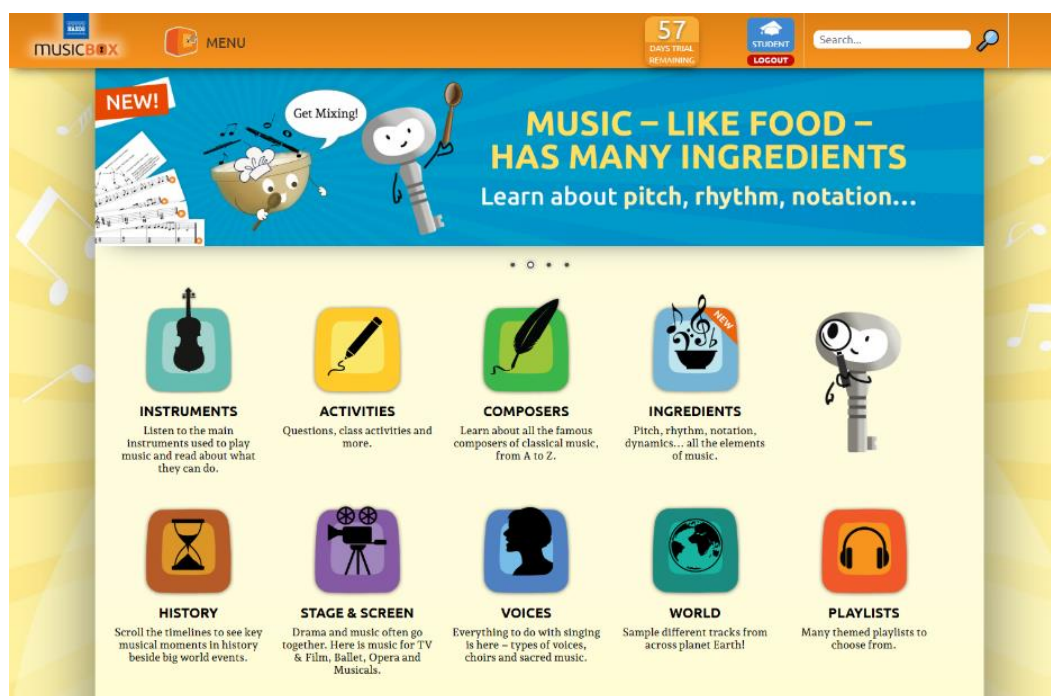 NAXOS
MUSICBOX
MENU
57
DAYS TRIAL
REMAINING
STUDENT
LOGOUT
Search...
NEW!
Get Mixing!
MUSIC – LIKE FOOD –
HAS MANY INGREDIENTS
Learn about pitch, rhythm, notation...
INSTRUMENTS
Listen to the main
instruments used to play
music and read about what
they can do.
ACTIVITIES
Questions, class activities and
more.
COMPOSERS
Learn about all the famous
composers of classical music,
from A to Z.
NEW
INGREDIENTS
Pitch, rhythm, notation,
dynamics... all the elements
of music.
HISTORY
Scroll the timelines to see key
musical moments in history
beside big world events.
STAGE & SCREEN
Drama and music often go
together. Here is music for TV
& Film, Ballet, Opera and
Musicals.
VOICES
Everything to do with singing
is here – types of voices,
choirs and sacred music.
WORLD
Sample different tracks from
across planet Earth!
PLAYLISTS
Many themed playlists to
choose from.